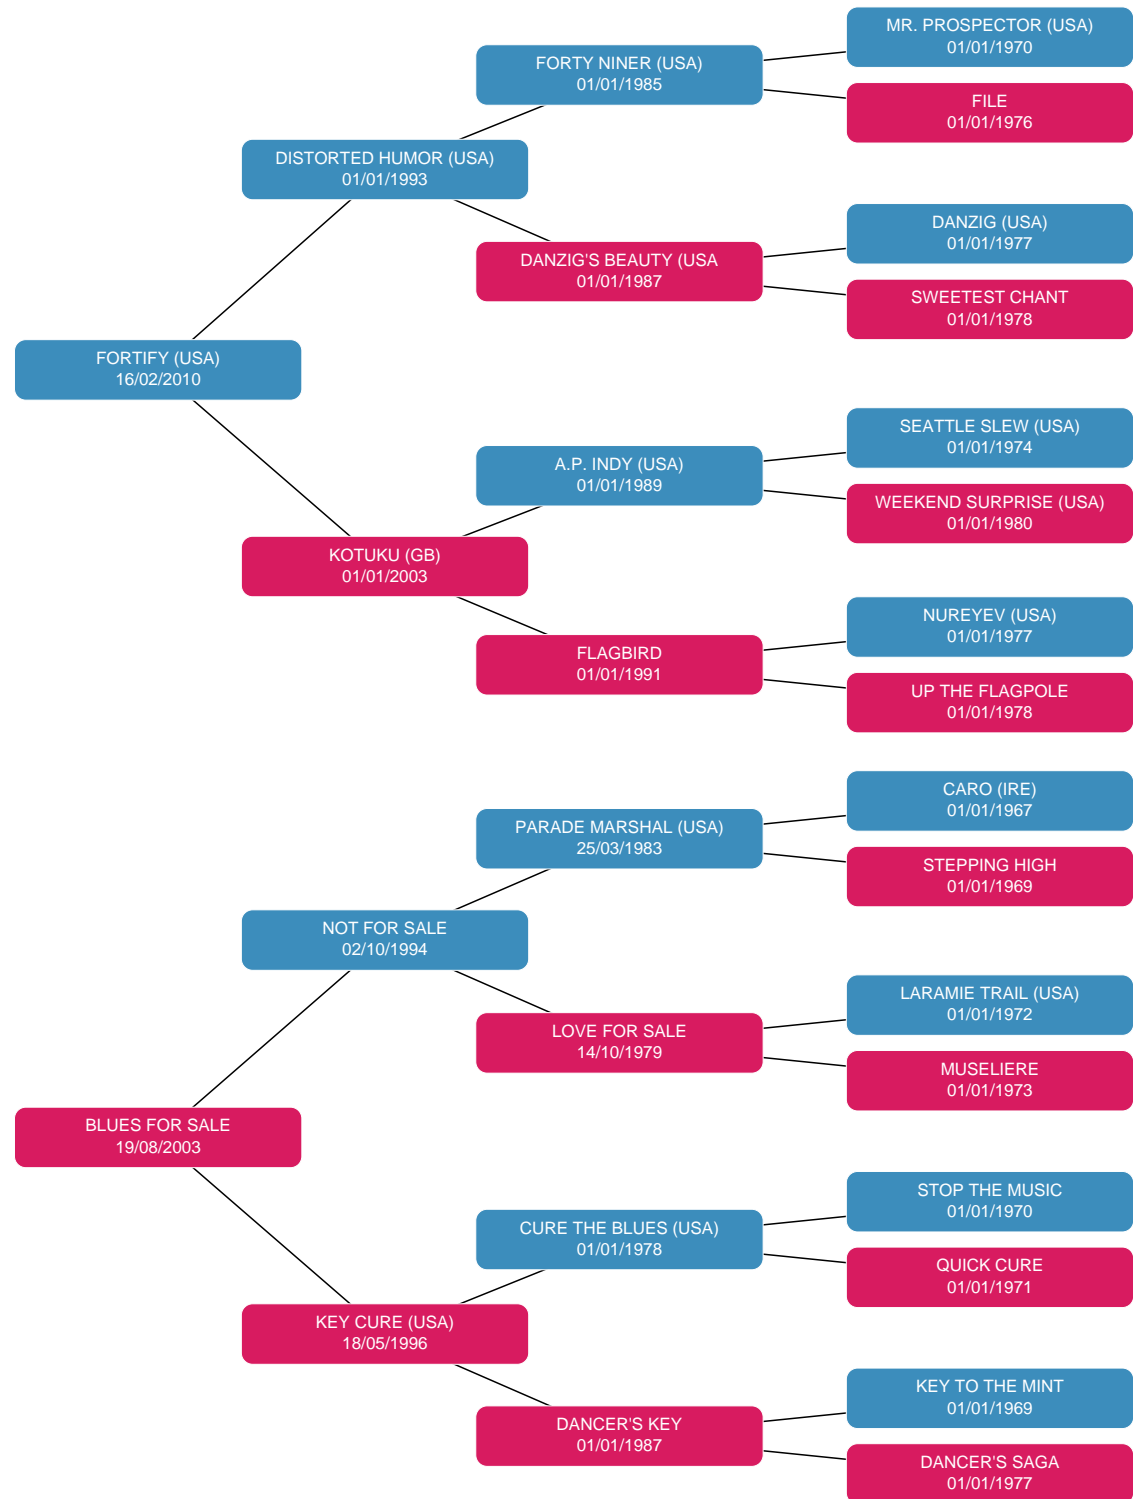 MR. PROSPECTOR (USA)
01/01/1970
FORTY NINER (USA)
01/01/1985
FILE
01/01/1976
DISTORTED HUMOR (USA)
01/01/1993
DANZIG (USA)
01/01/1977
DANZIG'S BEAUTY (USA
01/01/1987
SWEETEST CHANT
01/01/1978
FORTIFY (USA)
16/02/2010
SEATTLE SLEW (USA)
01/01/1974
A.P. INDY (USA)
01/01/1989
WEEKEND SURPRISE (USA)
01/01/1980
KOTUKU (GB)
01/01/2003
NUREYEV (USA)
01/01/1977
FLAGBIRD
01/01/1991
UP THE FLAGPOLE
01/01/1978
CARO (IRE)
01/01/1967
PARADE MARSHAL (USA)
25/03/1983
STEPPING HIGH
01/01/1969
NOT FOR SALE
02/10/1994
LARAMIE TRAIL (USA)
01/01/1972
LOVE FOR SALE
14/10/1979
MUSELIERE
01/01/1973
BLUES FOR SALE
19/08/2003
STOP THE MUSIC
01/01/1970
CURE THE BLUES (USA)
01/01/1978
QUICK CURE
01/01/1971
KEY CURE (USA)
18/05/1996
KEY TO THE MINT
01/01/1969
DANCER'S KEY
01/01/1987
DANCER'S SAGA
01/01/1977